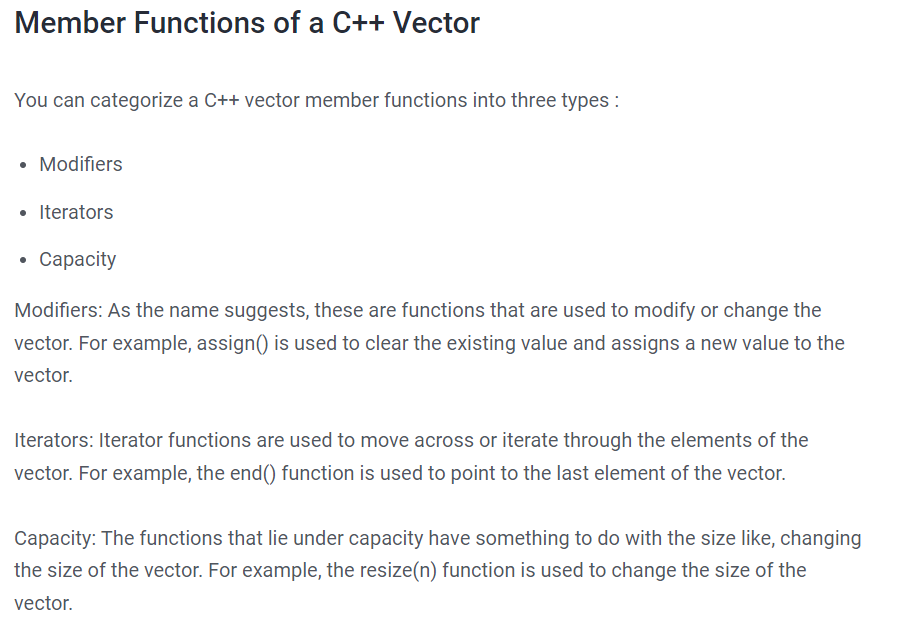 Member Functions of a C++ Vector
You can categorize a C++ vector member functions into three types :
• Modifiers
• Iterators
• Capacity
Modifiers: As the name suggests, these are functions that are used to modify or change the
vector. For example, assign() is used to clear the existing value and assigns a new value to the
vector.
Iterators: Iterator functions are used to move across or iterate through the elements of the
vector. For example, the end() function is used to point to the last element of the vector.
Capacity: The functions that lie under capacity have something to do with the size like, changing
the size of the vector. For example, the resize(n) function is used to change the size of the
vector.